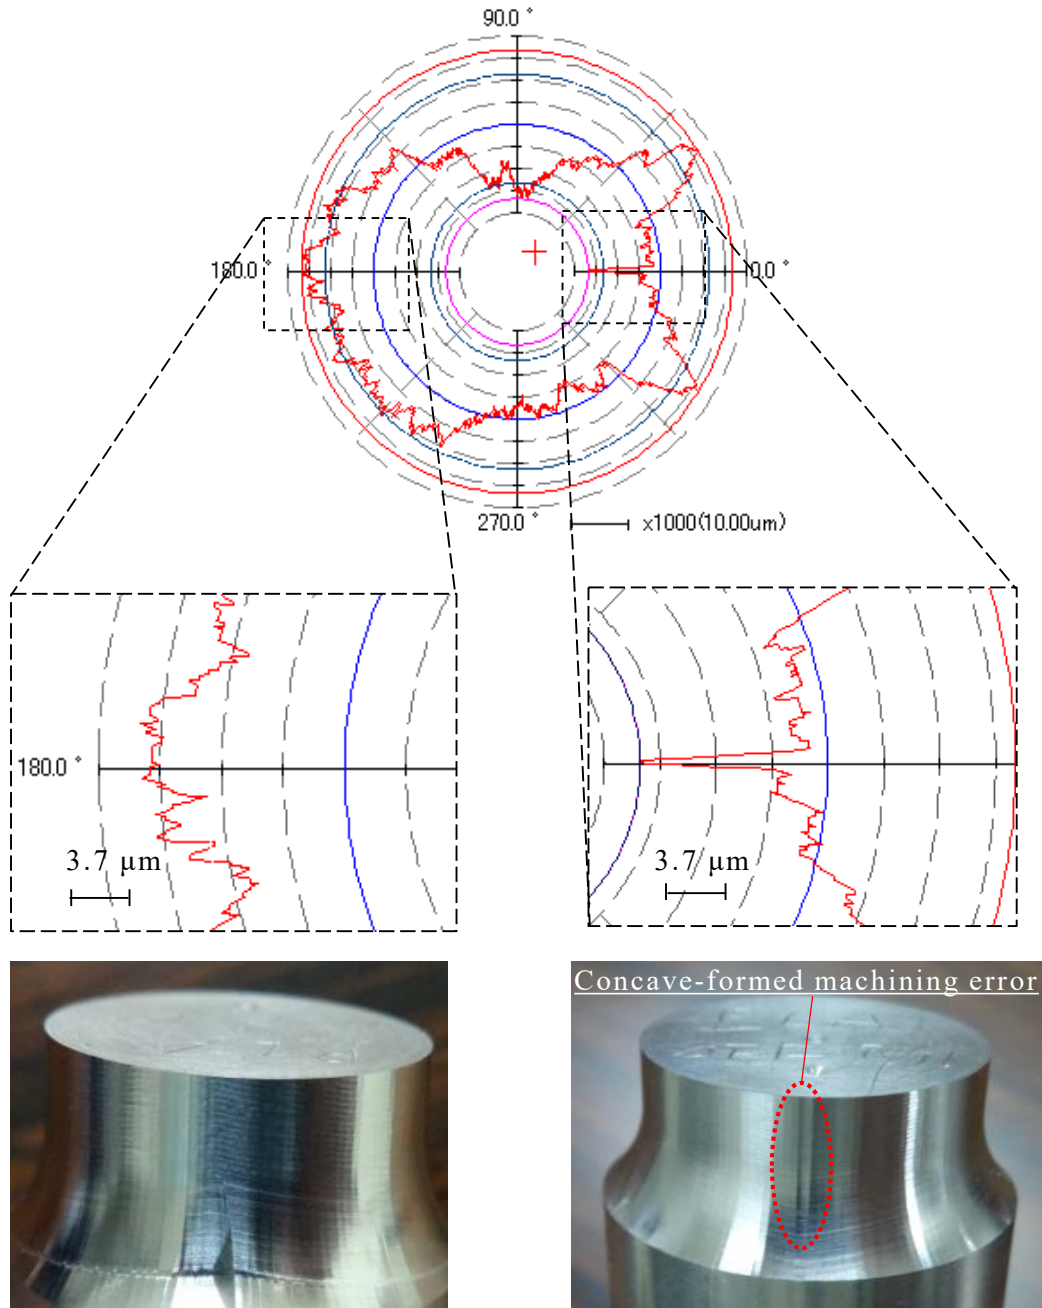 90.0 °
180.0 °
0.0 °
270.0 °
x1000(10.00um)
180.0 °
3.7 µm
3.7 µm
Concave-formed machining error